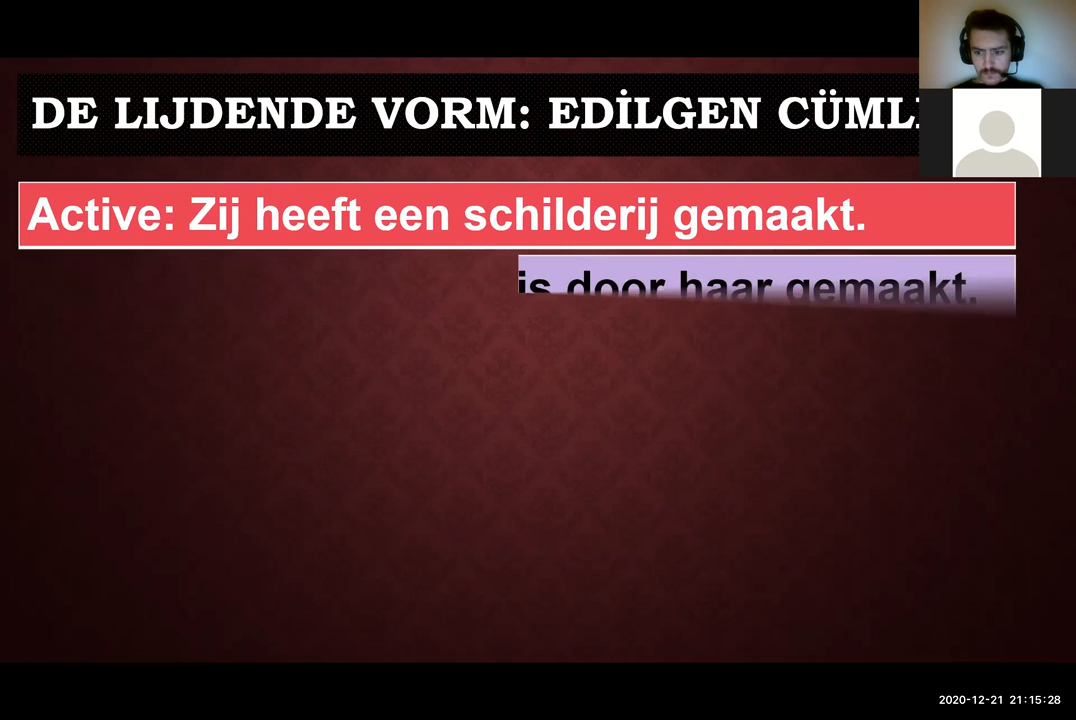 DE LIJDENDE VORM: EDİLGEN CÜML
Active: Zij heeft een schilderij gemaakt.
is door haar gemaakt.
2020-12-21 21:15:28